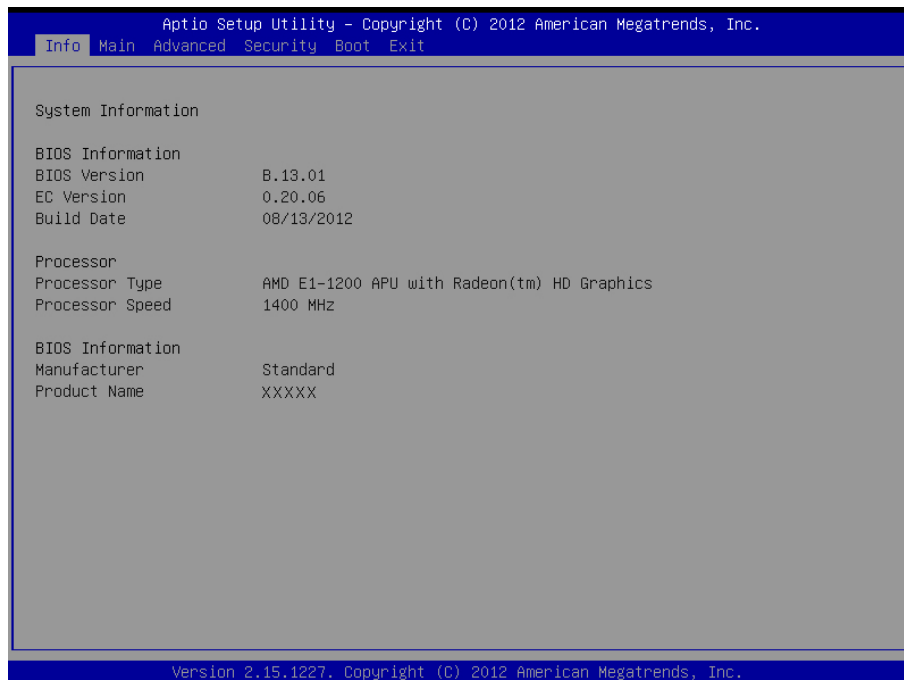 Aptio Setup Utility – Copyright (C) 2012 American Megatrends, Inc.
Info Main Advanced Security Boot Exit
System Information
BIOS Information
BIOS Version B.13.01
EC Version 0.20.06
Build Date 08/13/2012
Processor
Processor Type AMD E1-1200 APU with Radeon(tm) HD Graphics
Processor Speed 1400 MHz
BIOS Information
Manufacturer Standard
Product Name XXXXX
Version 2.15.1227. Copyright (C) 2012 American Megatrends, Inc.